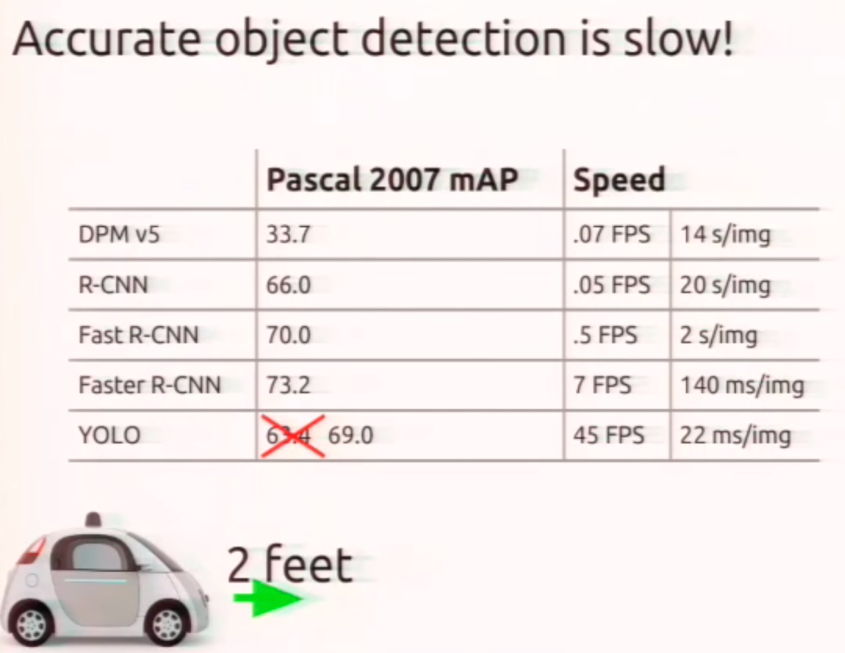 Accurate object detection is slow!
Pascal 2007 mAP Speed
DPM v5 33.7 .07 FPS 14 s/img
R-CNN 66.0 .05 FPS 20 s/img
Fast R-CNN 70.0 .5 FPS 2 s/img
Faster R-CNN 73.2 7 FPS 140 ms/img
YOLO 63.4 69.0 45 FPS 22 ms/img
2 feet